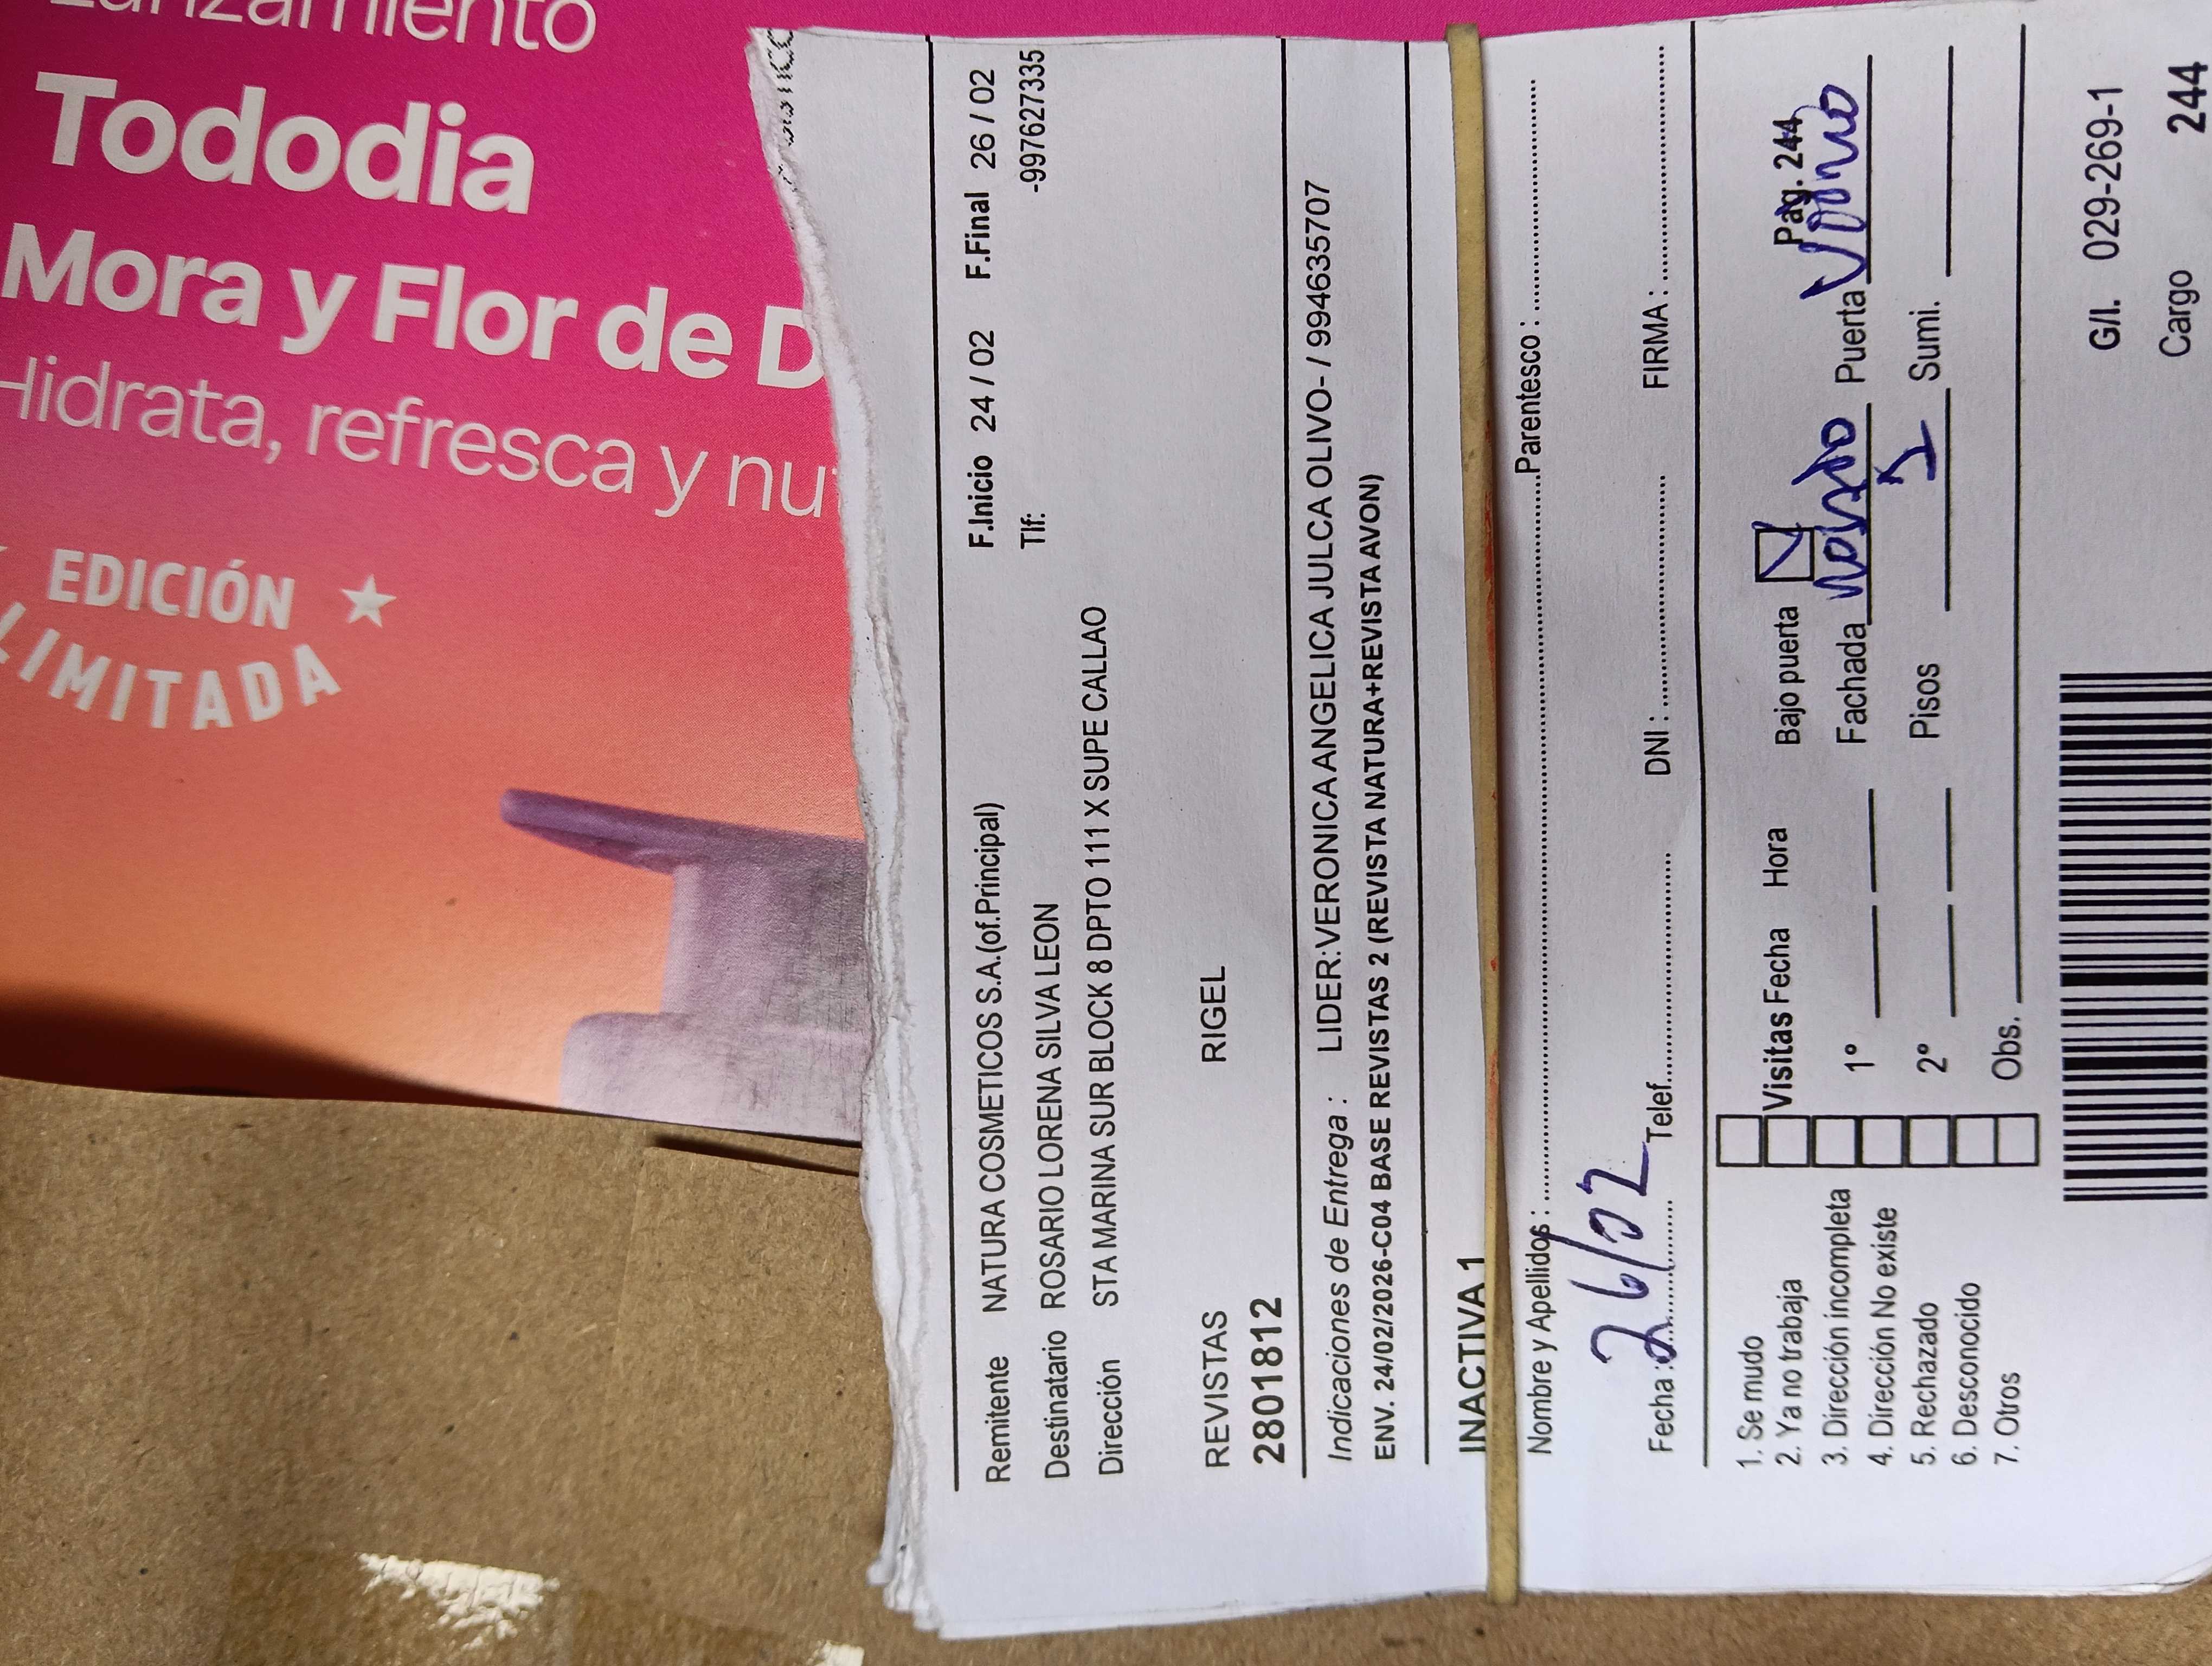 Lanzamiento
Tododia
Mora y Flor de D
Hidrata, refresca y nu
EDICIÓN
LIMITADA
F.Inicio 24 / 02 F.Final 26 / 02
Remitente NATURA COSMETICOS S.A.(of.Principal)
Tlf: -997627335
Destinatario ROSARIO LORENA SILVA LEON
Dirección STA MARINA SUR BLOCK 8 DPTO 111 X SUPE CALLAO
REVISTAS RIGEL
2801812
Indicaciones de Entrega : LIDER:VERONICA ANGELICA JULCA OLIVO- / 994635707
ENV. 24/02/2026-C04 BASE REVISTAS 2 (REVISTA NATURA+REVISTA AVON)
INACTIVA 1
Nombre y Apellidos : Parentesco :
Fecha : 26/02 Telef. DNI : FIRMA :
1. Se mudo
2. Ya no trabaja
3. Dirección incompleta
4. Dirección No existe
5. Rechazado
6. Desconocido
7. Otros
Visitas Fecha Hora Bajo puerta Pág. 244
1º Fachada Puerta
2º Pisos Sumi.
Obs.
G/I. 029-269-1
Cargo 244